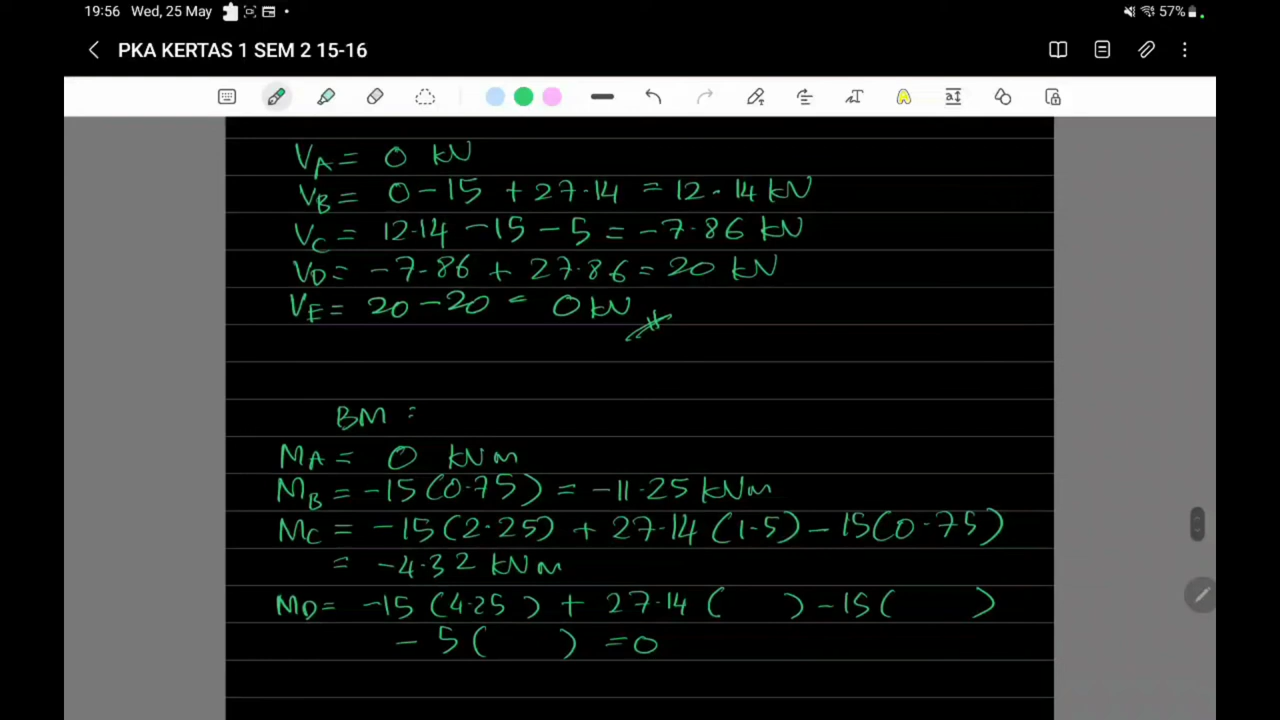 19:56 Wed, 25 May 57%
PKA KERTAS 1 SEM 2 15-16
VA = 0 kN
VB = 0 - 15 + 27.14 = 12.14 kN
VC = 12.14 - 15 - 5 = -7.86 kN
VD = -7.86 + 27.86 = 20 kN
VE = 20 - 20 = 0 kN
BM :
MA = 0 kNm
MB = -15(0.75) = -11.25 kNm
MC = -15(2.25) + 27.14(1.5) - 15(0.75)
= -4.32 kNm
MD = -15(4.25) + 27.14( ) - 15( )
- 5( ) = 0